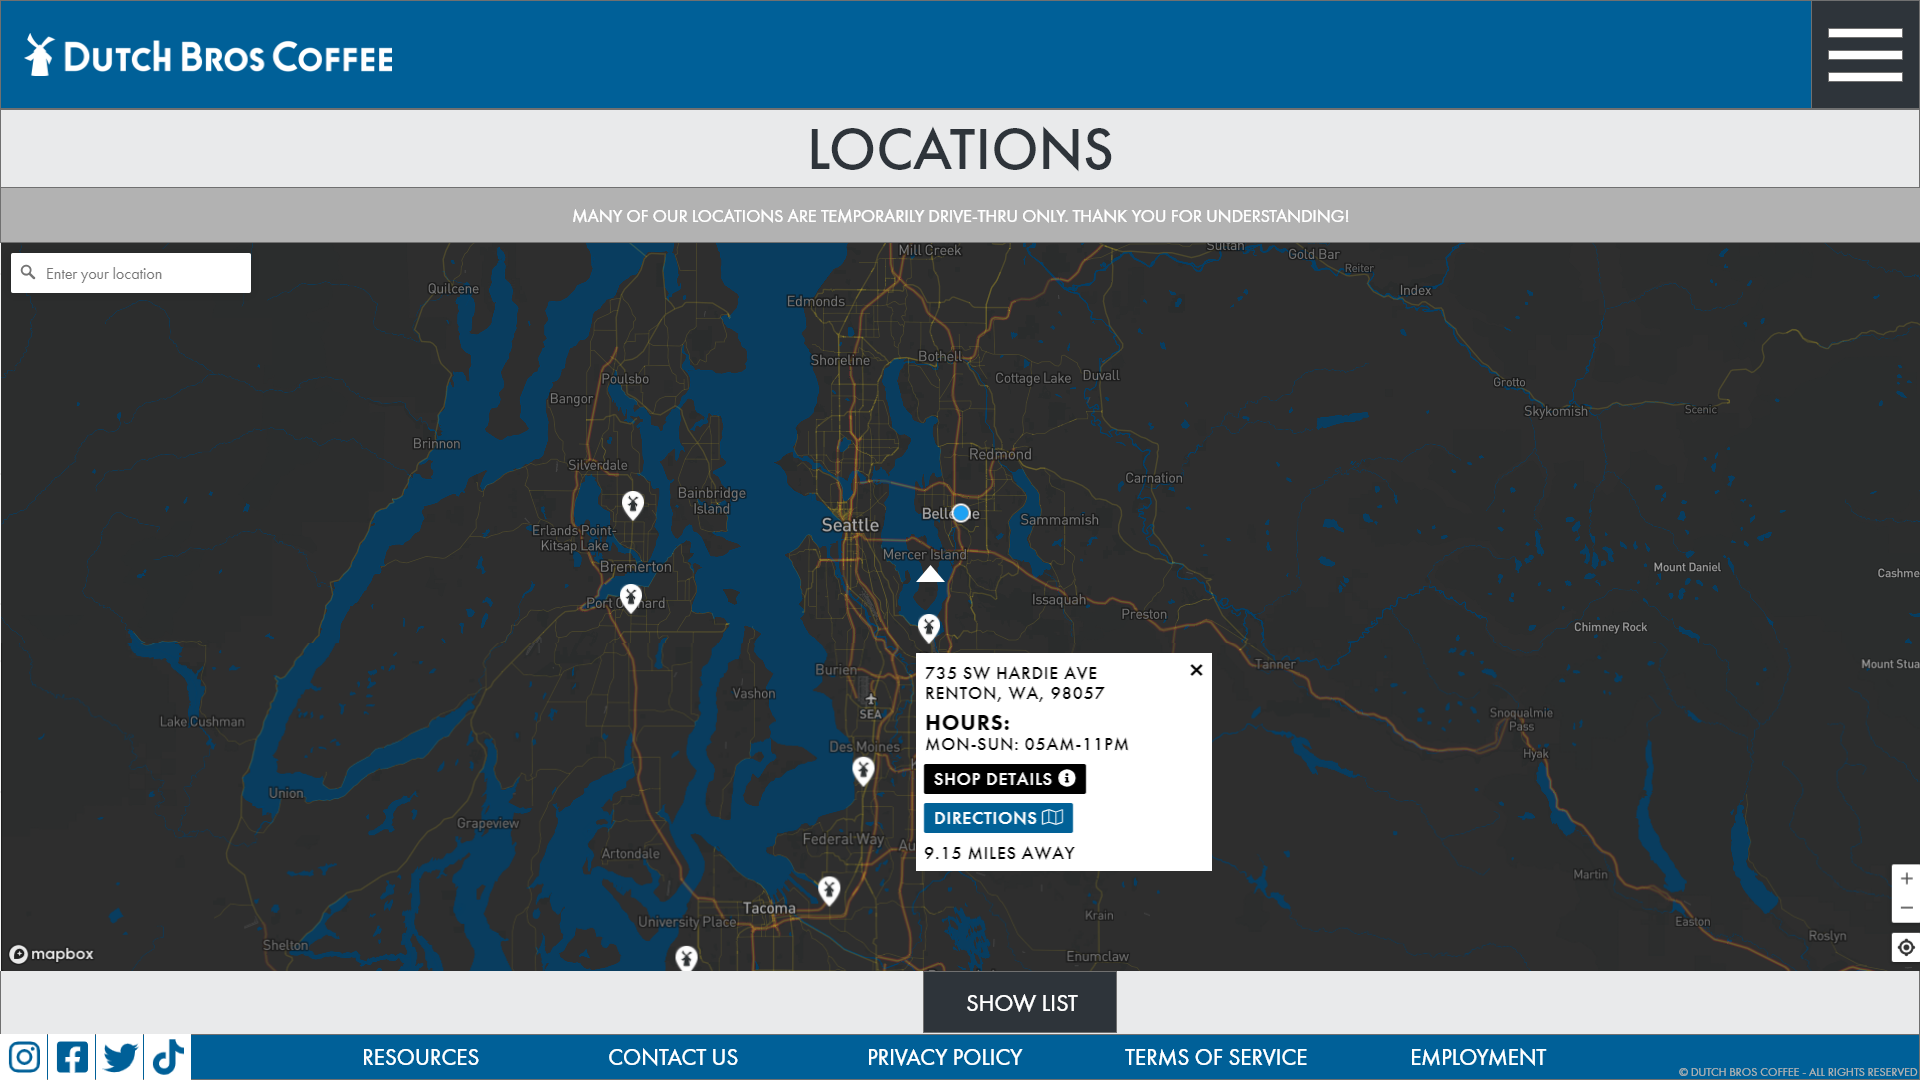 DUTCH BROS COFFEE
LOCATIONS
MANY OF OUR LOCATIONS ARE TEMPORARILY DRIVE-THRU ONLY. THANK YOU FOR UNDERSTANDING!
Enter your location
Mill Creek
Sultan
Gold Bar
Reiter
Quilcene
Index
Edmonds
Shoreline
Bothell
Poulsbo
Cottage Lake
Duvall
Grotto
Bangor
Skykomish
Scenic
Brinnon
Redmond
Silverdale
Carnation
Bainbridge
Island
Seattle
Sammamish
Erlands Point-
Kitsap Lake
Mercer Island
Bremerton
Mount Daniel
Issaquah
Preston
Chimney Rock
Tanner
Burien
Vashon
SEA
Lake Cushman
Snoqualmie
Pass
Des Moines
Hyak
735 SW HARDIE AVE
RENTON, WA, 98057
HOURS:
MON-SUN: 05AM-11PM
SHOP DETAILS
DIRECTIONS
9.15 MILES AWAY
Union
Grapeview
Federal Way
Artondale
Martin
Tacoma
University Place
Krain
Easton
Roslyn
Shelton
Enumclaw
mapbox
SHOW LIST
RESOURCES
CONTACT US
PRIVACY POLICY
TERMS OF SERVICE
EMPLOYMENT
© DUTCH BROS COFFEE - ALL RIGHTS RESERVED